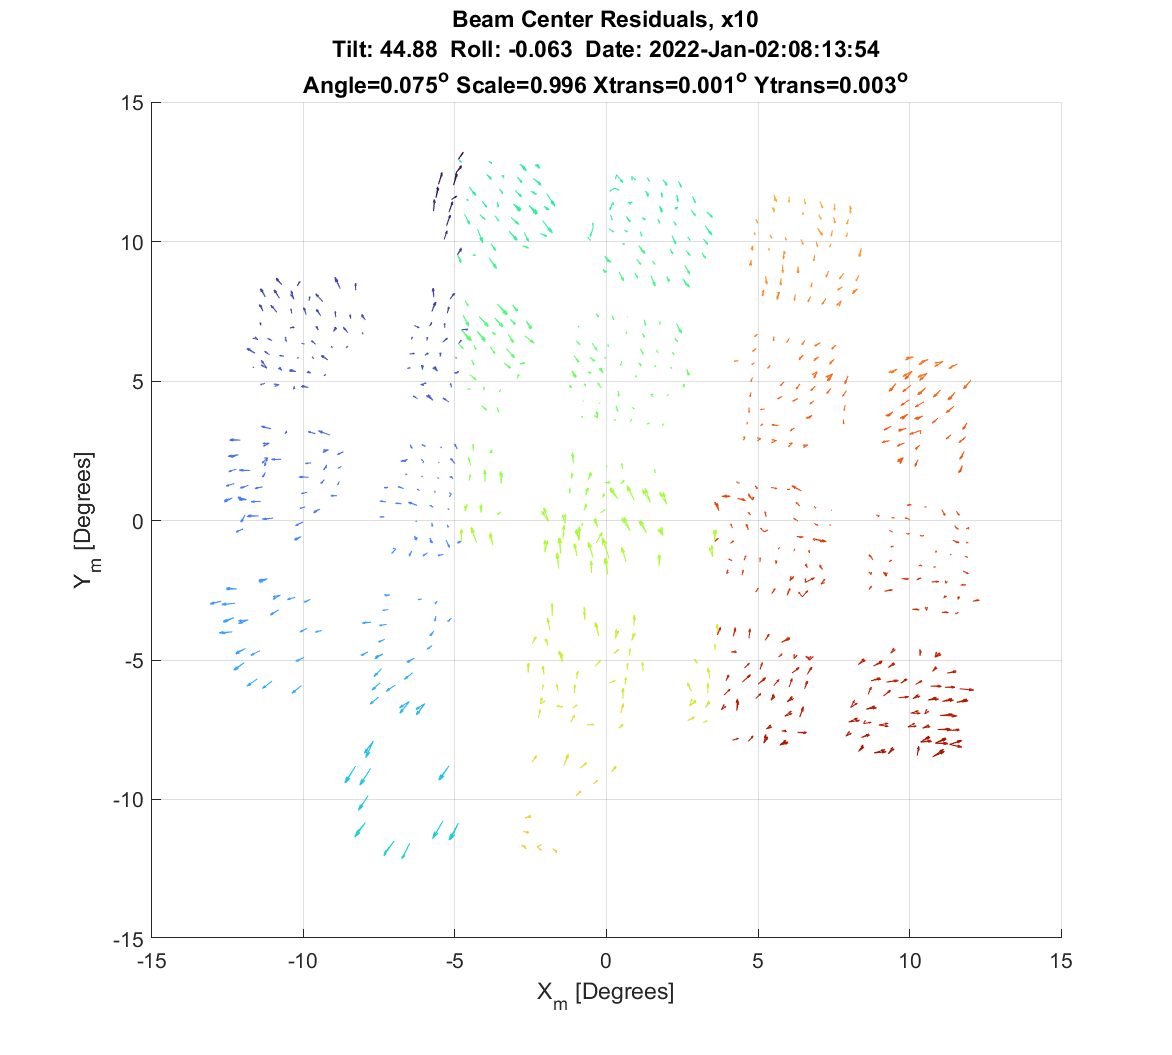 Beam Center Residuals, x10
Tilt: 44.88 Roll: -0.063 Date: 2022-Jan-02:08:13:54
Angle=0.075° Scale=0.996 Xtrans=0.001° Ytrans=0.003°
15
10
5
0
-5
-10
-15
Y_m [Degrees]
-15 -10 -5 0 5 10 15
X_m [Degrees]